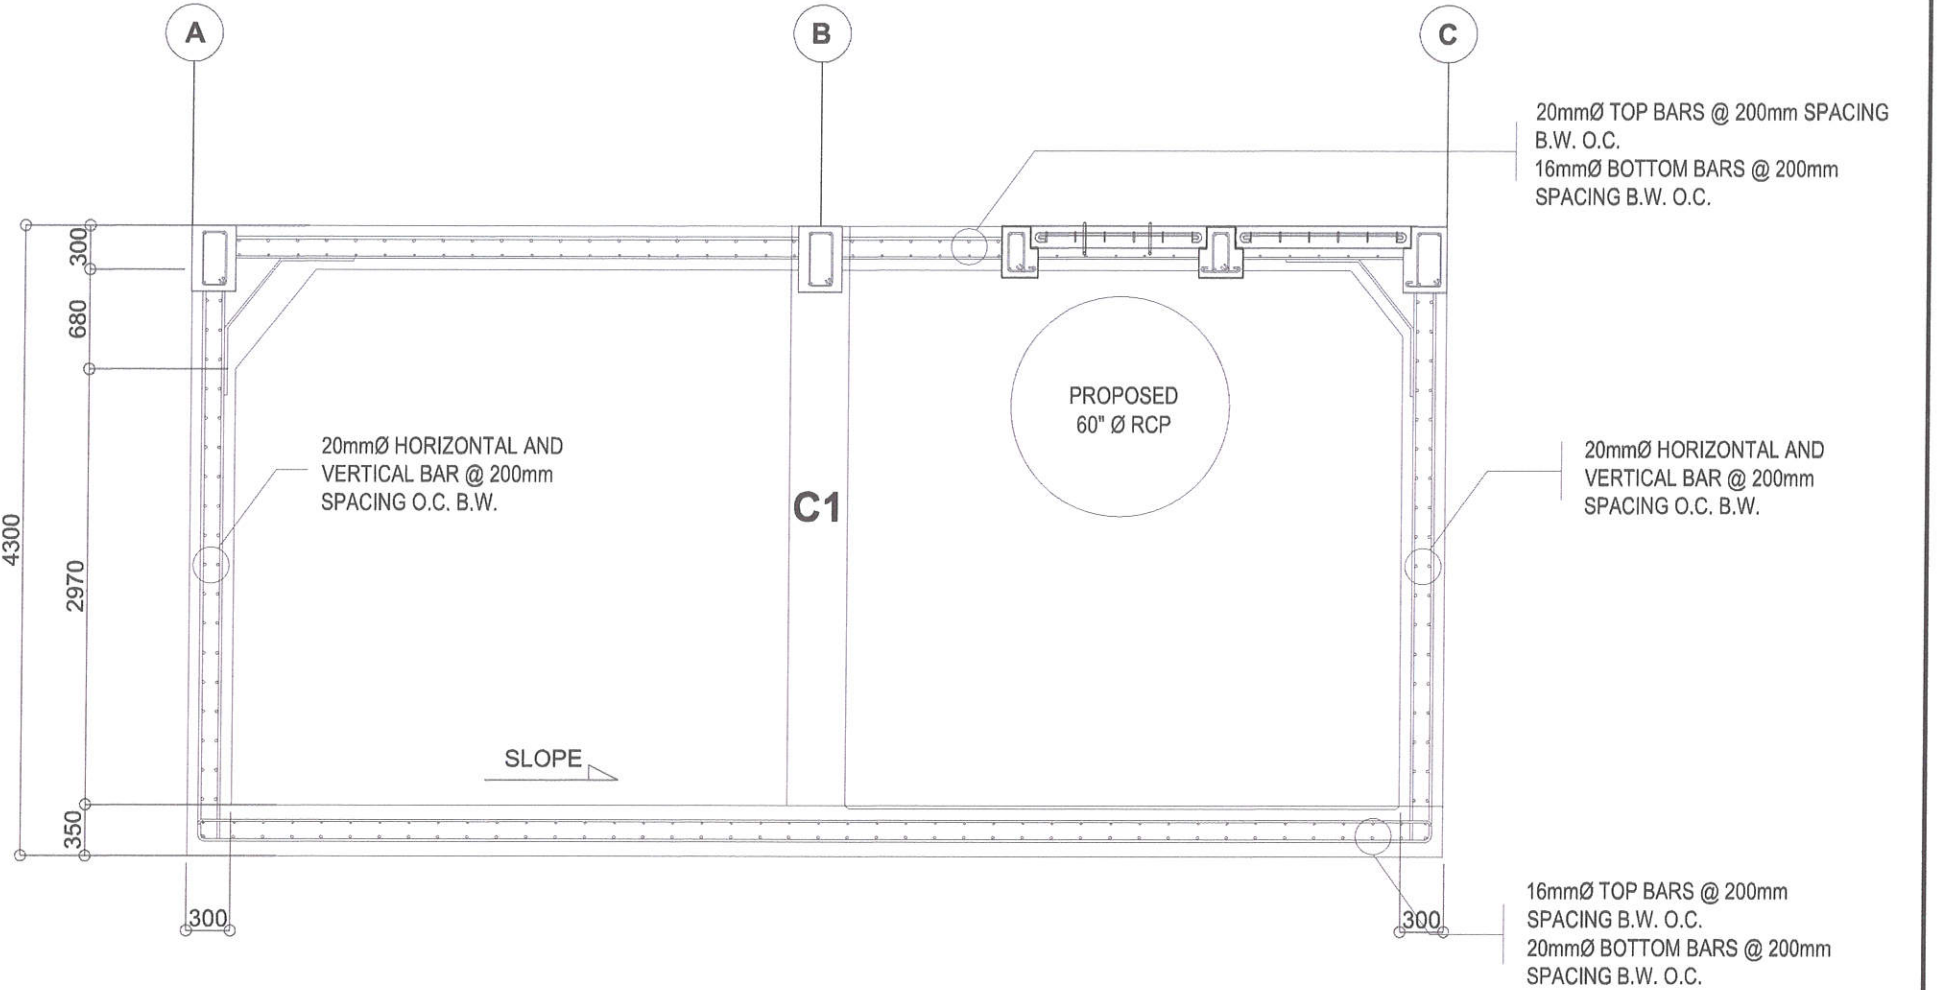 A
B
C
20mmØ TOP BARS @ 200mm SPACING
B.W. O.C.
16mmØ BOTTOM BARS @ 200mm
SPACING B.W. O.C.
300
680
4300
2970
350
20mmØ HORIZONTAL AND
VERTICAL BAR @ 200mm
SPACING O.C. B.W.
C1
PROPOSED
60" Ø RCP
20mmØ HORIZONTAL AND
VERTICAL BAR @ 200mm
SPACING O.C. B.W.
SLOPE
300
300
16mmØ TOP BARS @ 200mm
SPACING B.W. O.C.
20mmØ BOTTOM BARS @ 200mm
SPACING B.W. O.C.